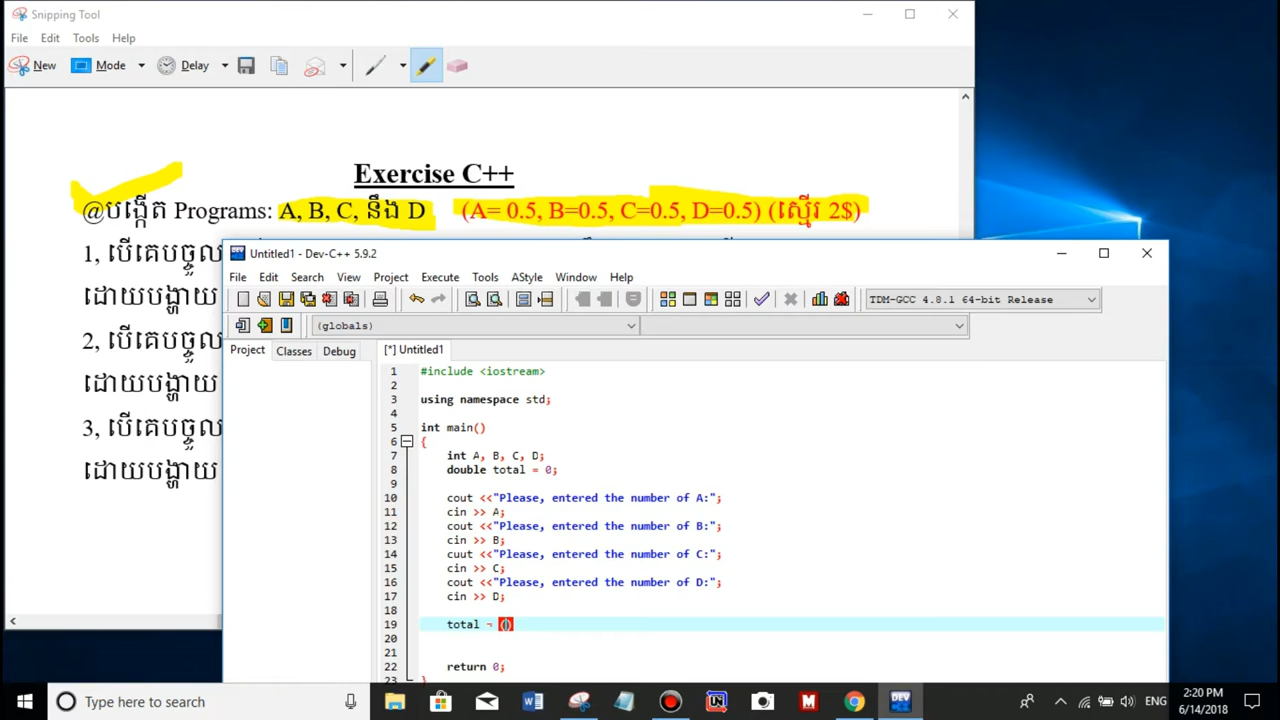 Snipping Tool
File Edit Tools Help
New Mode Delay
Exercise C++
@បង្កើត Programs: A, B, C, នឹង D (A= 0.5, B=0.5, C=0.5, D=0.5) (ស្មើរ 2$)
1, បើគេបច្ចូល
ដោយបង្ហាយ
2, បើគេបច្ចូល
ដោយបង្ហាយ
3, បើគេបច្ចូល
ដោយបង្ហាយ
Untitled1 - Dev-C++ 5.9.2
File Edit Search View Project Execute Tools AStyle Window Help
TDM-GCC 4.8.1 64-bit Release
(globals)
Project Classes Debug [*] Untitled1
1 #include <iostream>
2
3 using namespace std;
4
5 int main()
6 {
7 int A, B, C, D;
8 double total = 0;
9
10 cout <<"Please, entered the number of A:";
11 cin >> A;
12 cout <<"Please, entered the number of B:";
13 cin >> B;
14 cuut <<"Please, entered the number of C:";
15 cin >> C;
16 cout <<"Please, entered the number of D:";
17 cin >> D;
18
19 total = ()
20
21
22 return 0;
23 }
Type here to search
ENG
2:20 PM
6/14/2018